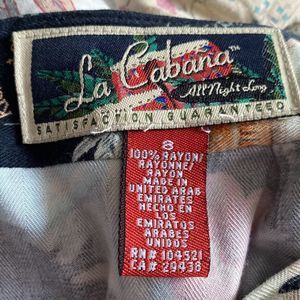 La Cabana™
All Night Long
SATISFACTION GUARANTEED
8
100% RAYON/
RAYONNE/
RAYON
MADE IN
UNITED ARAB
EMIRATES
HECHO EN
LOS
EMIRATOS
ARABES
UNIDOS
RN# 104521
CA# 29438